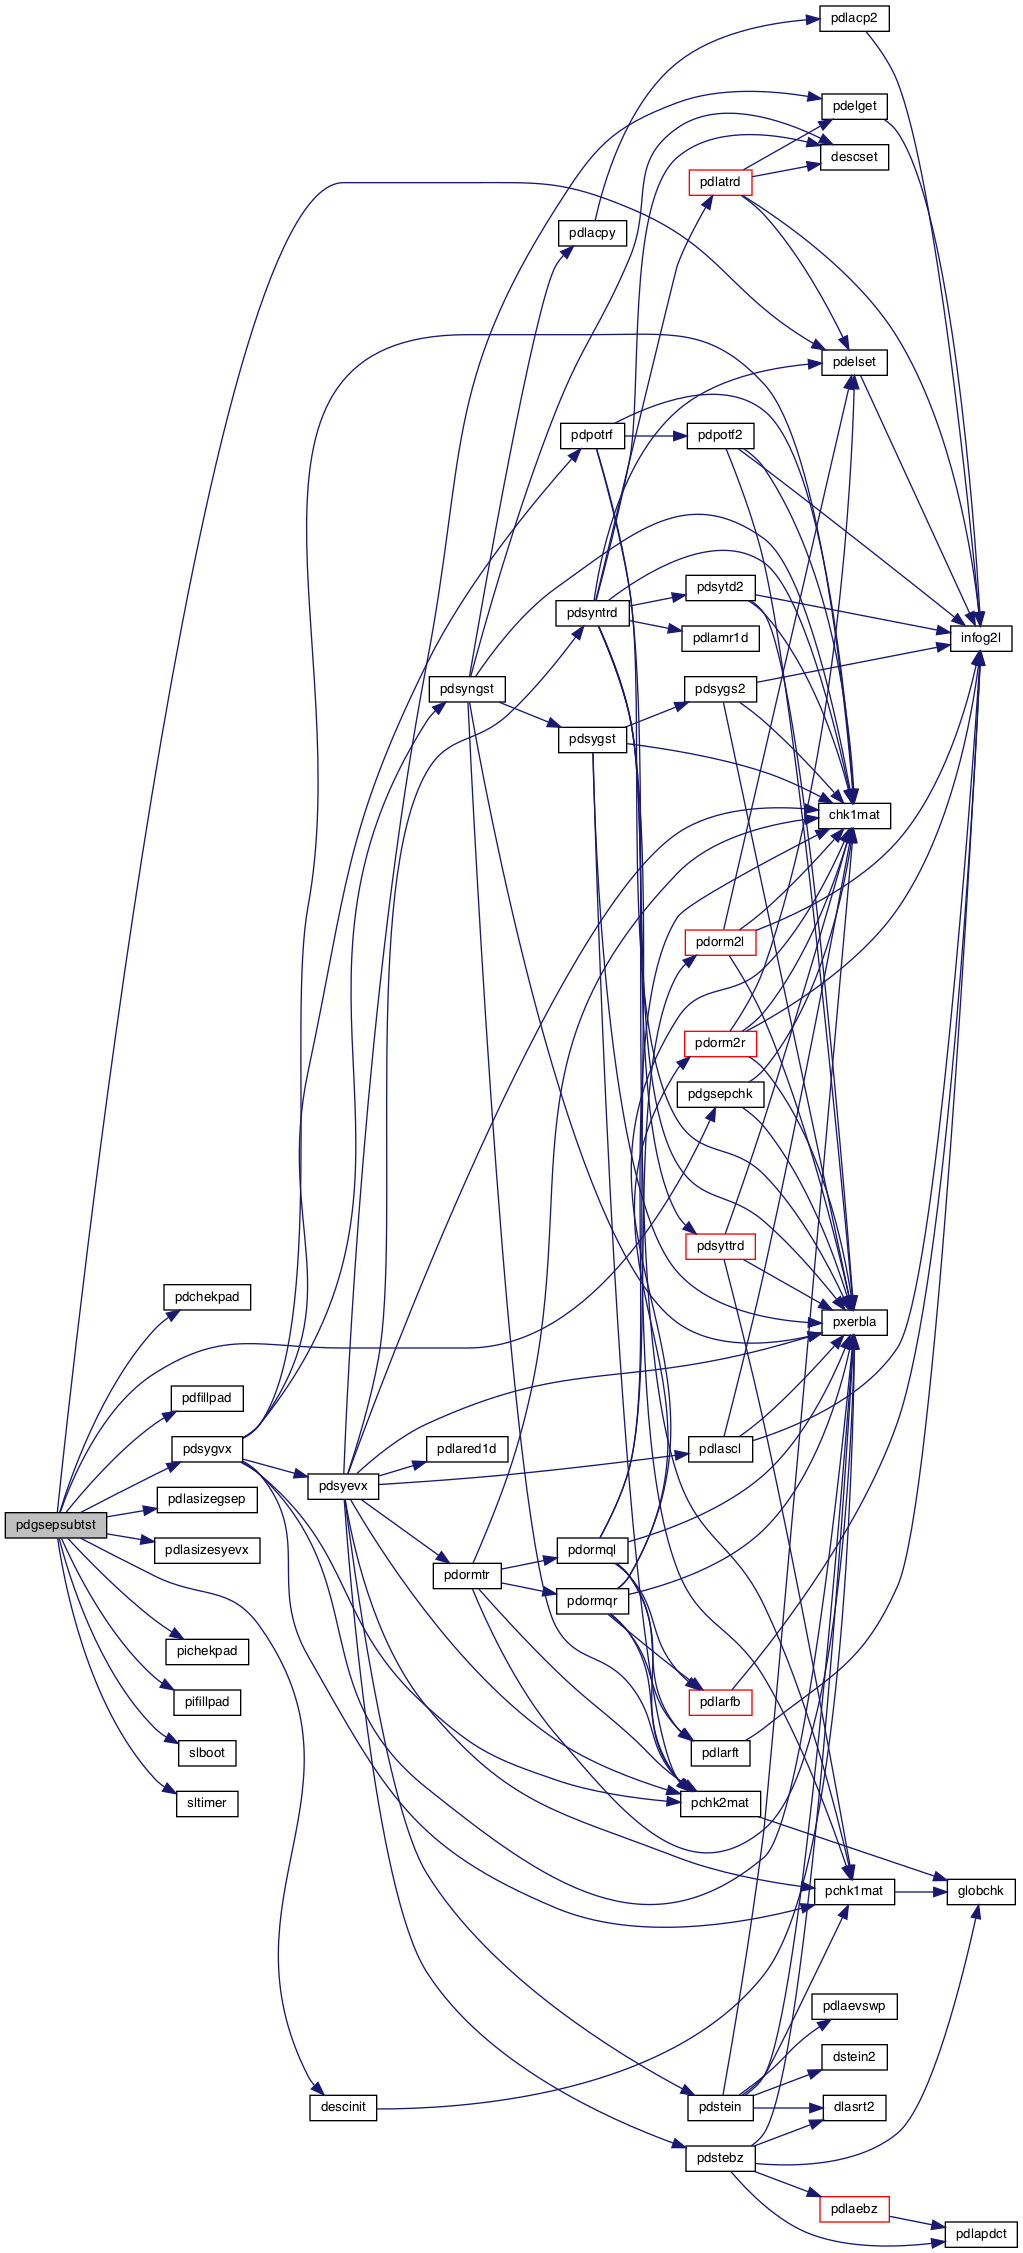 pdlacp2
pdelget
descset
pdlatrd
pdlacpy
pdelset
pdpotrf
pdpotf2
pdsytd2
pdsyntrd
pdlamr1d
infog2l
pdsyngst
pdsygs2
pdsygst
chk1mat
pdorm2l
pdorm2r
pdgsepchk
pdsyttrd
pdchekpad
pxerbla
pdfillpad
pdsygvx
pdlared1d
pdlascl
pdsyevx
pdlasizegsep
pdgsepsubtst
pdlasizesyevx
pdormql
pdormtr
pdormqr
pichekpad
pifillpad
pdlarfb
slboot
pdlarft
sltimer
pchk2mat
pchk1mat
globchk
pdlaevswp
dstein2
descinit
pdstein
dlasrt2
pdstebz
pdlaebz
pdlapdct